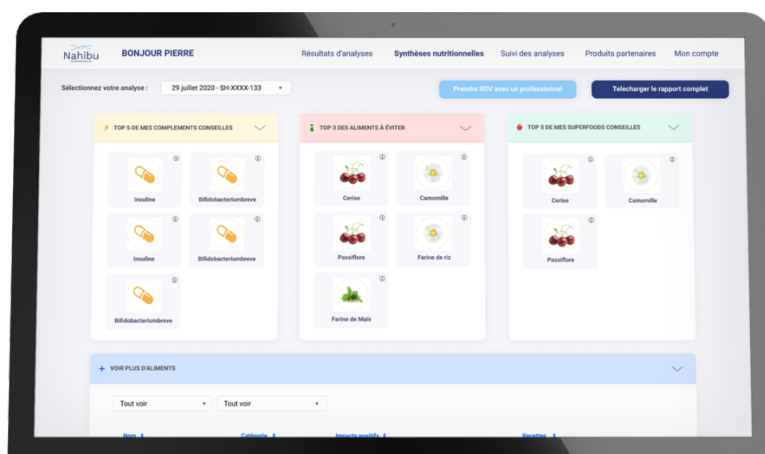 Nahibu
BONJOUR PIERRE
Résultats d'analyses
Synthèses nutritionnelles
Suivi des analyses
Produits partenaires
Mon compte
Sélectionnez votre analyse :
29 juillet 2020 - SH-XXXX-133
Prendre RDV avec un professionnel
Telecharger le rapport complet
TOP 5 DE MES COMPLEMENTS CONSEILLES
TOP 3 DES ALIMENTS À ÉVITER
TOP 5 DE MES SUPERFOODS CONSEILLES
Insuline
Bifidobacteriumbreve
Cerise
Camomille
Cerise
Camomille
Insuline
Bifidobacteriumbreve
Passiflore
Farine de riz
Passiflore
Bifidobacteriumbreve
Farine de Maïs
+ VOIR PLUS D'ALIMENTS
Tout voir
Tout voir
Nom
Catégorie
Impacts positifs
Recettes